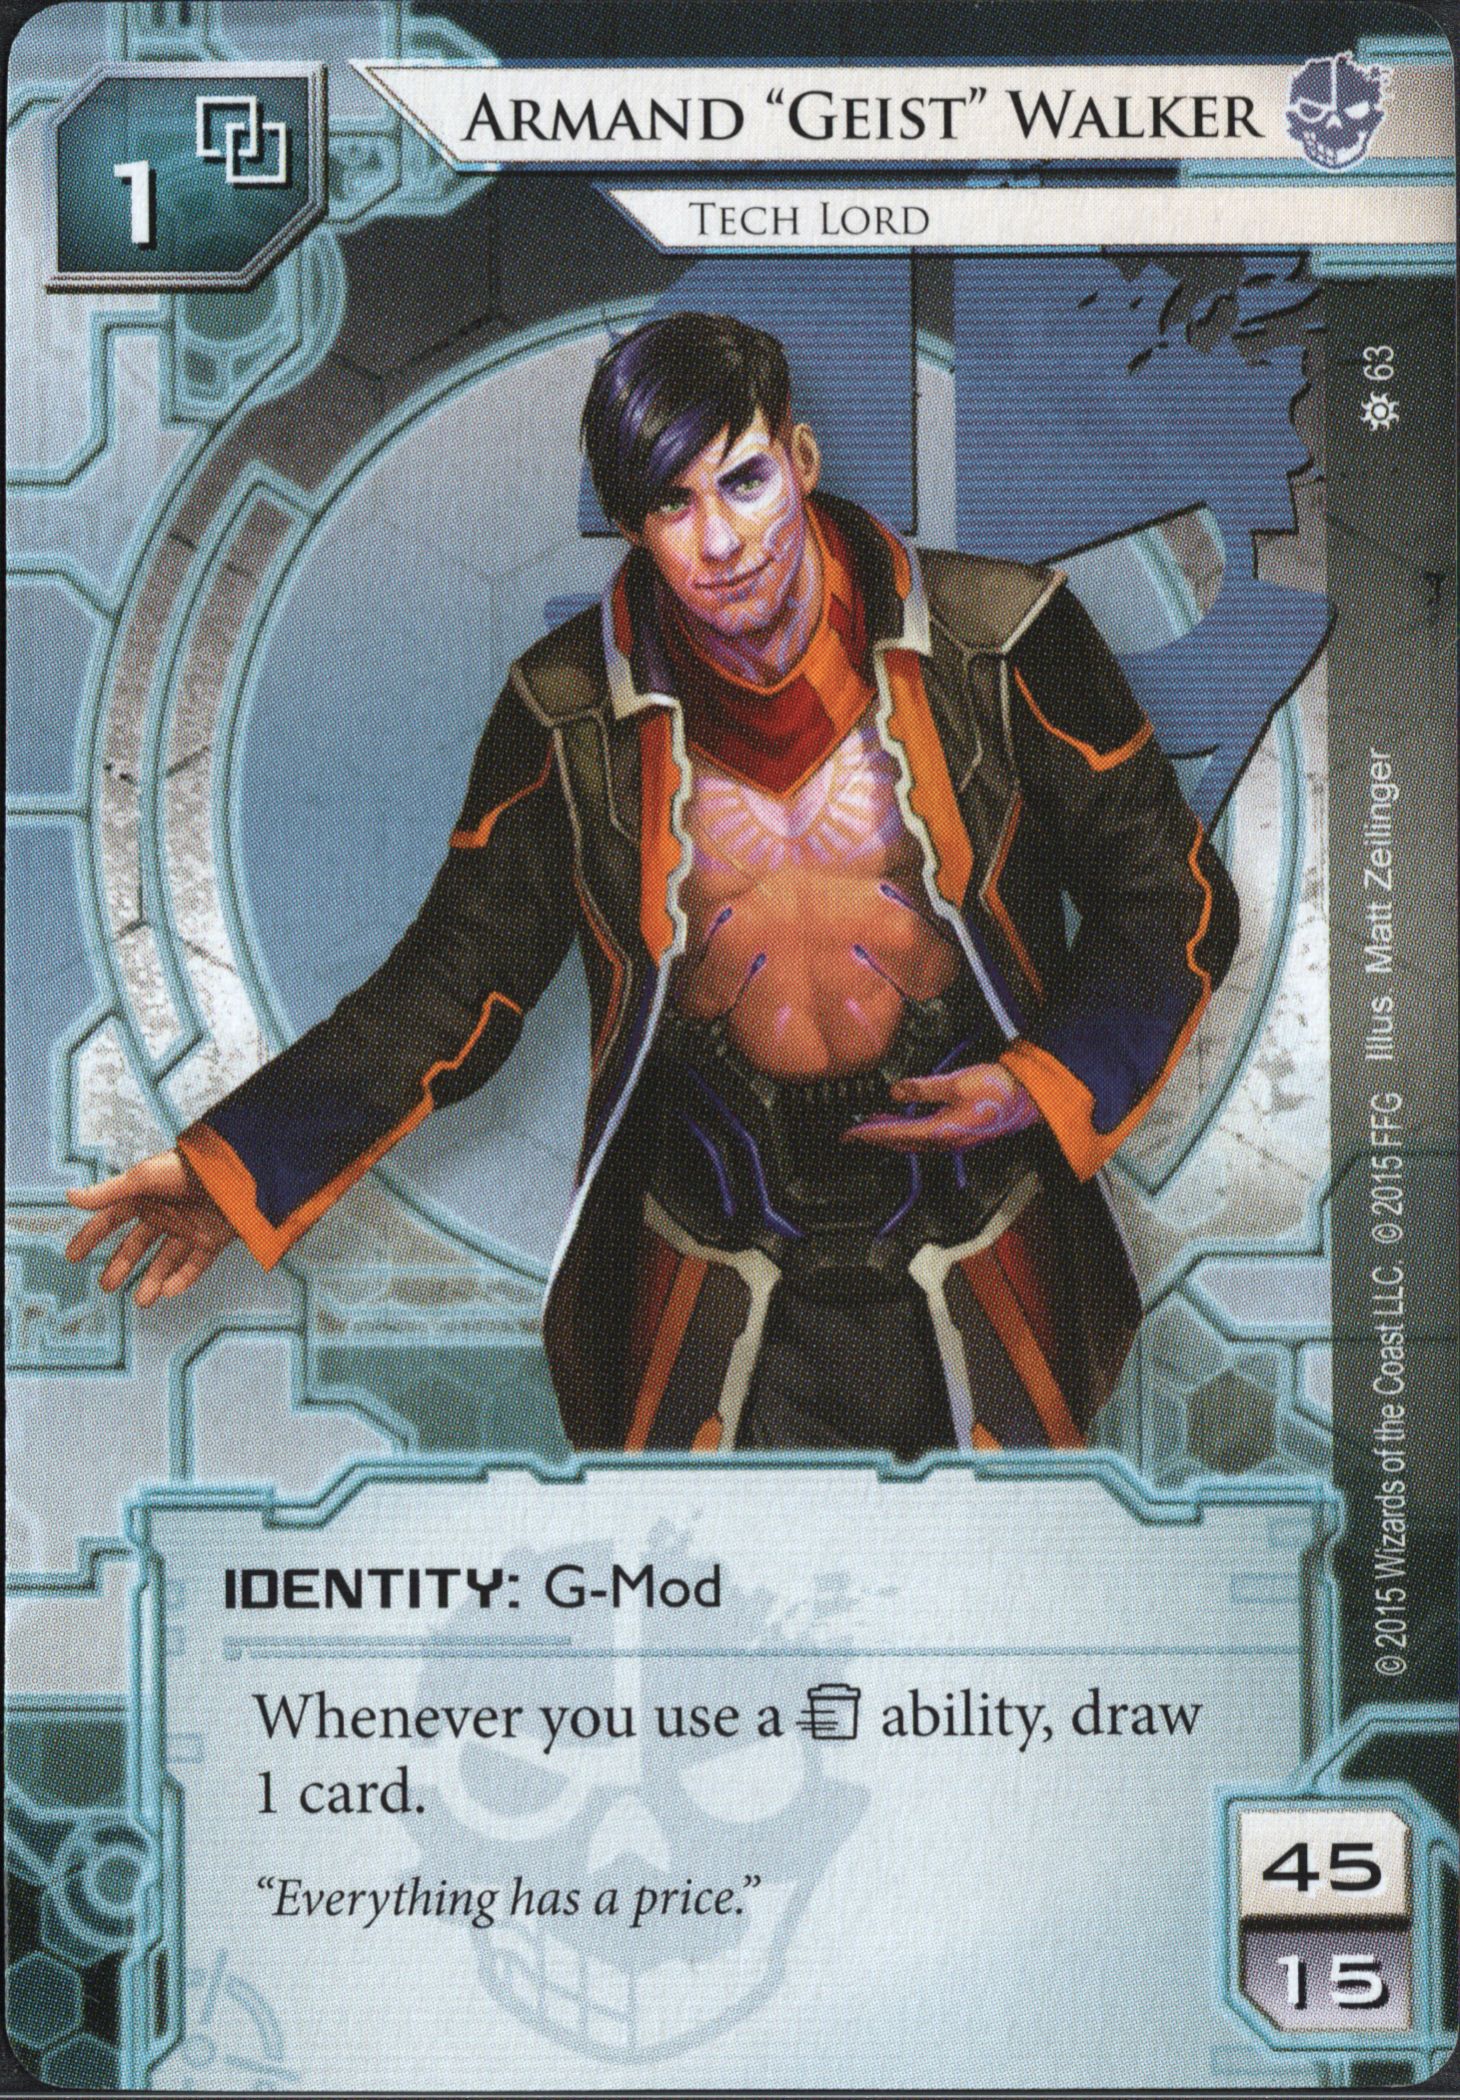 1
Armand “Geist” Walker
Tech Lord
63
© 2015 Wizards of the Coast LLC. © 2015 FFG Illus. Matt Zeilinger
IDENTITY: G-Mod
Whenever you use a ability, draw
1 card.
“Everything has a price.”
45
15